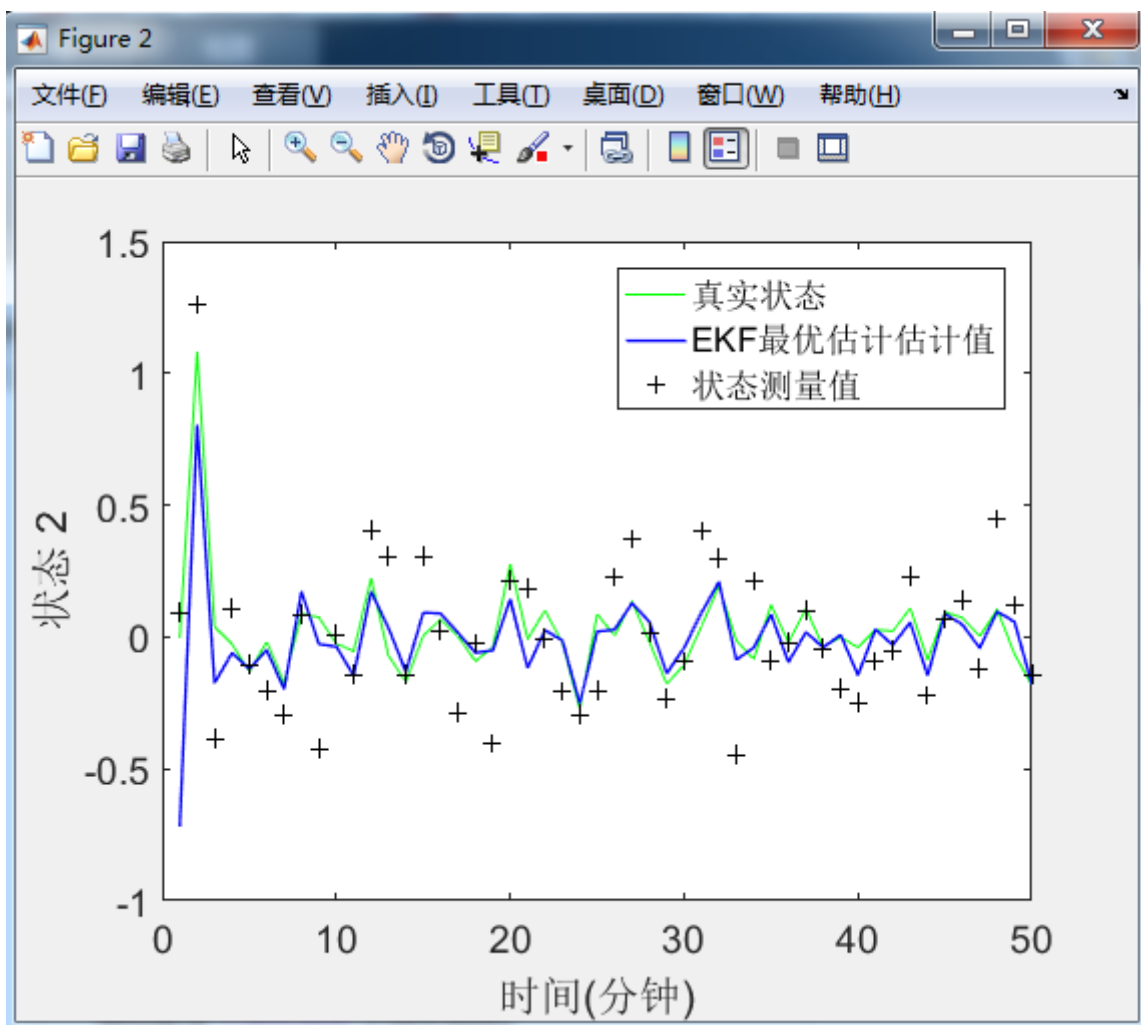 Figure 2
文件(F) 编辑(E) 查看(V) 插入(I) 工具(T) 桌面(D) 窗口(W) 帮助(H)
1.5
1
0.5
0
-0.5
-1
状态 2
真实状态
EKF最优估计估计值
状态测量值
0 10 20 30 40 50
时间(分钟)